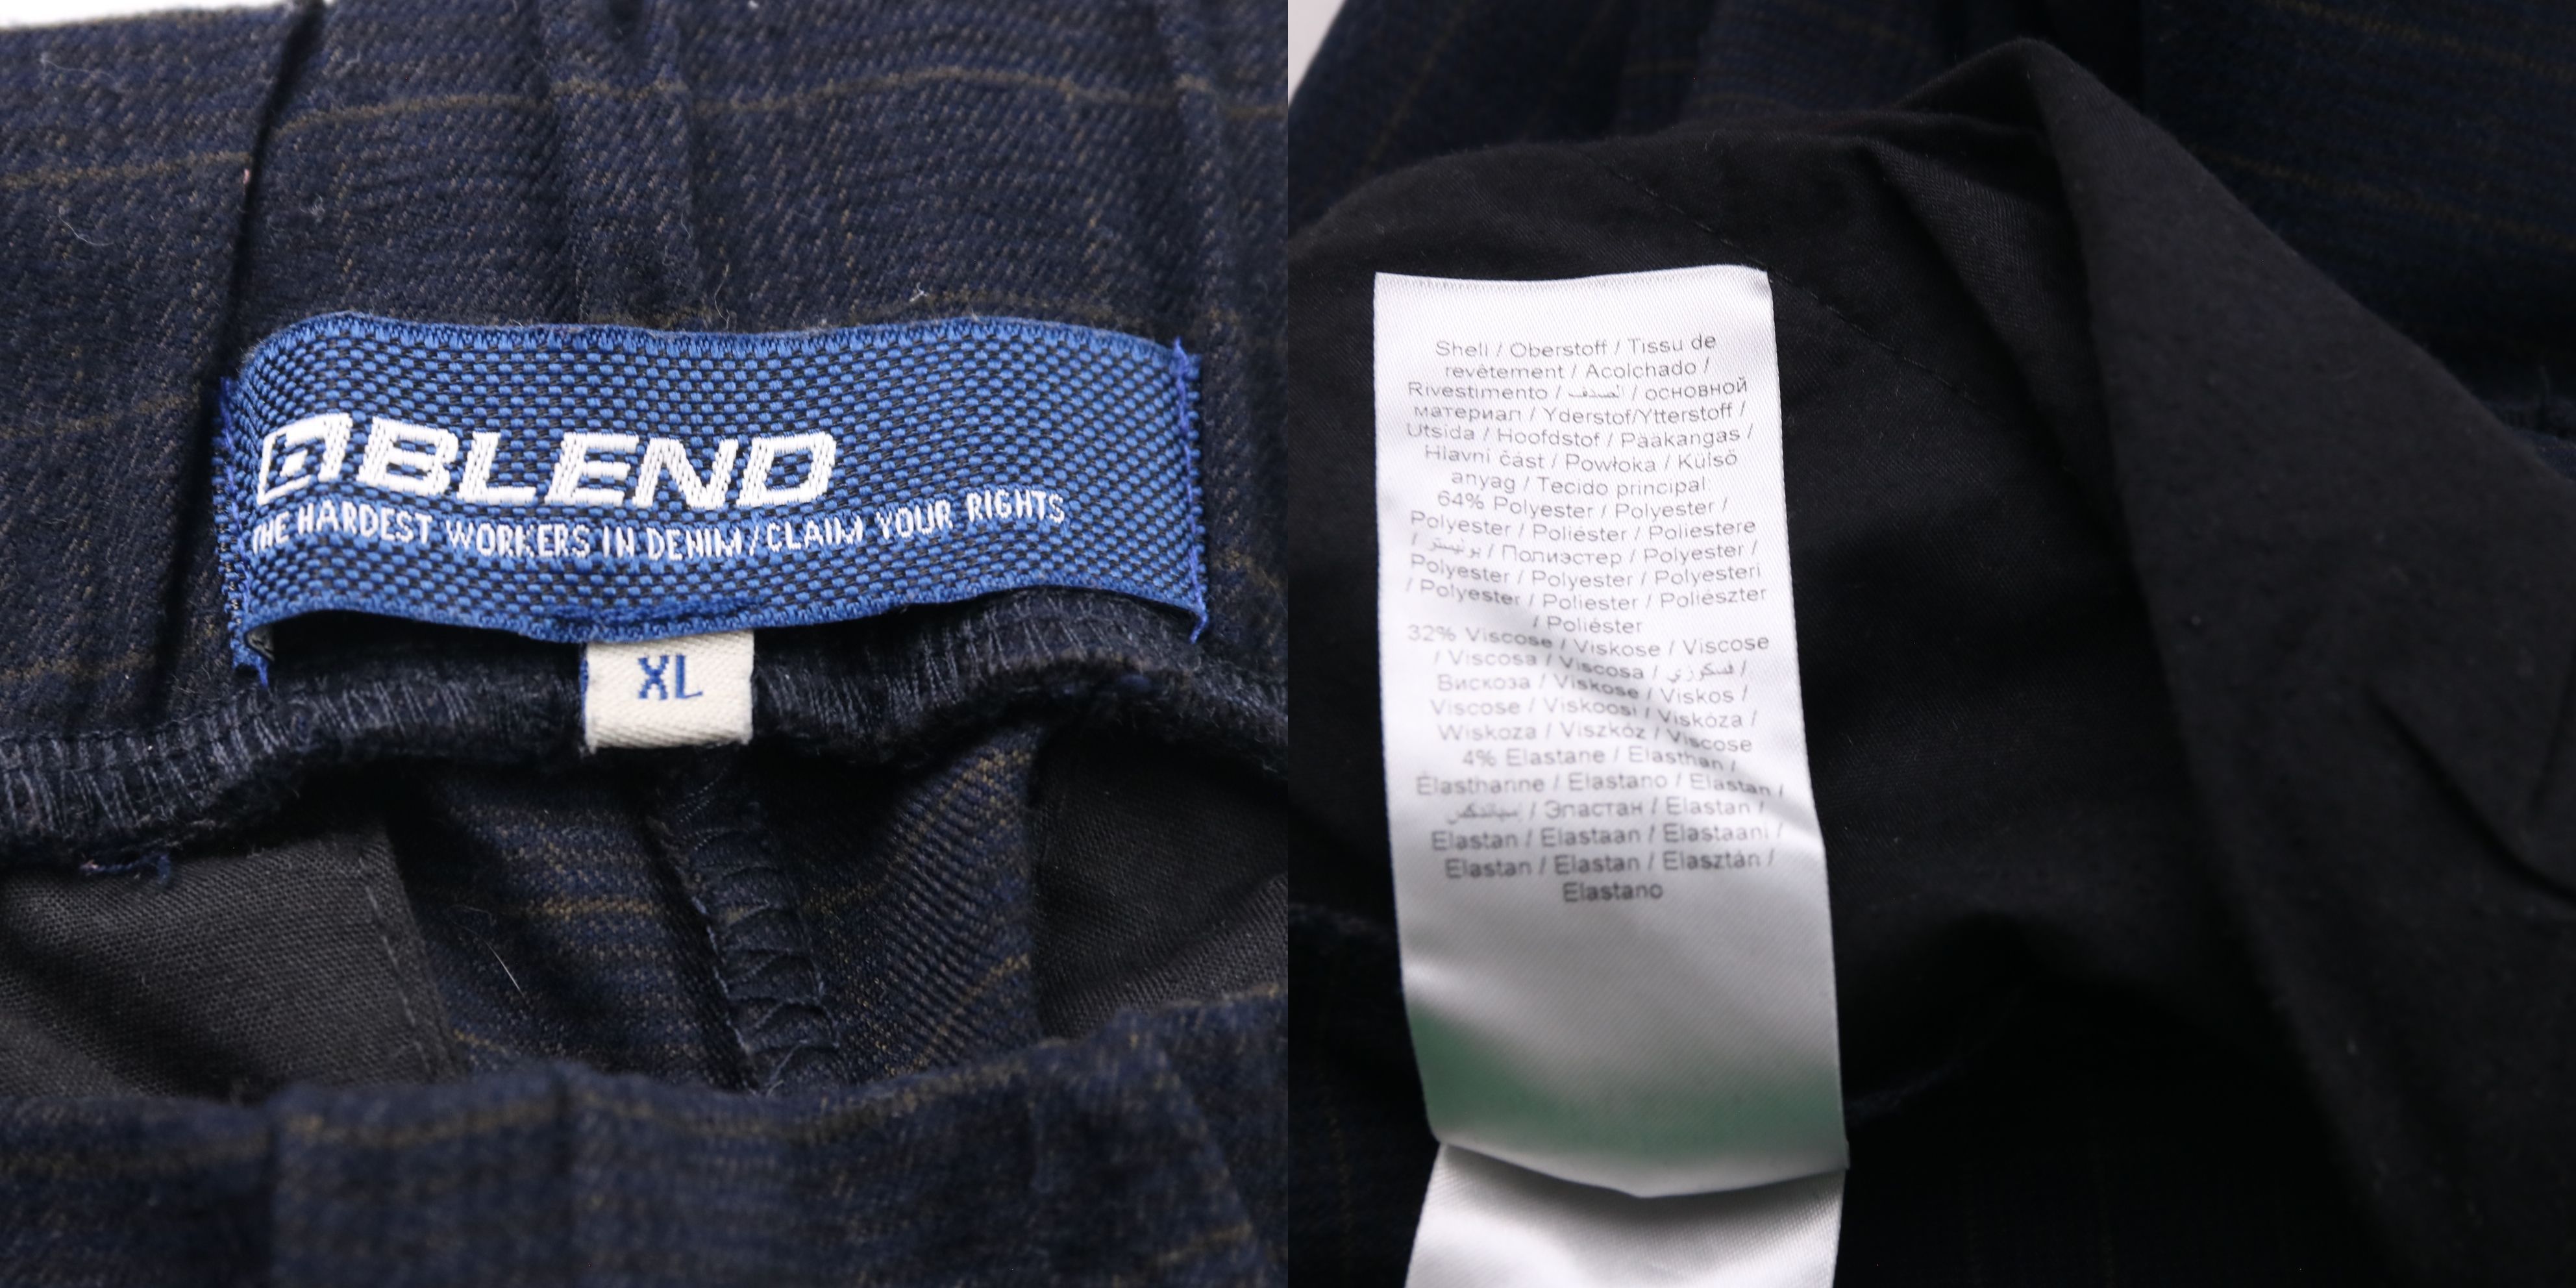 BLEND
THE HARDEST WORKERS IN DENIM/CLAIM YOUR RIGHTS
XL
Shell / Oberstoff / Tissu de
revêtement / Acolchado /
Rivestimento / الصدف / основной
материал / Yderstof/Ytterstoff /
Utsida / Hoofdstof / Pääkangas /
Hlavní část / Powłoka / Külső
anyag / Tecido principal:
64% Polyester / Polyester /
Polyester / Poliéster / Poliestere
/ / Полиэстер / Polyester /
Polyester / Polyester / Polyesteri
/ Polyester / Poliester / Poliészter
/ Poliéster
32% Viscose / Viskose / Viscose
/ Viscosa / Viscosa / فسكوزي /
Вискоза / Viskose / Viskos /
Viscose / Viskoosi / Viskóza /
Wiskoza / Viszkóz / Viscose
4% Elastane / Elasthan /
Élasthanne / Elastano / Elastan /
/ Эластан / Elastan /
Elastan / Elastaan / Elastaani /
Elastan / Elastan / Elasztán /
Elastano